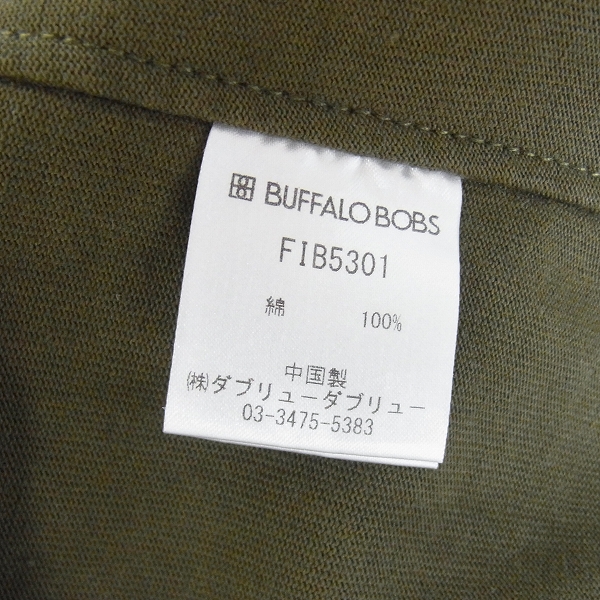 BUFFALO BOBS
FIB5301
綿 100%
中国製
㈱ダブリューダブリュー
03-3475-5383